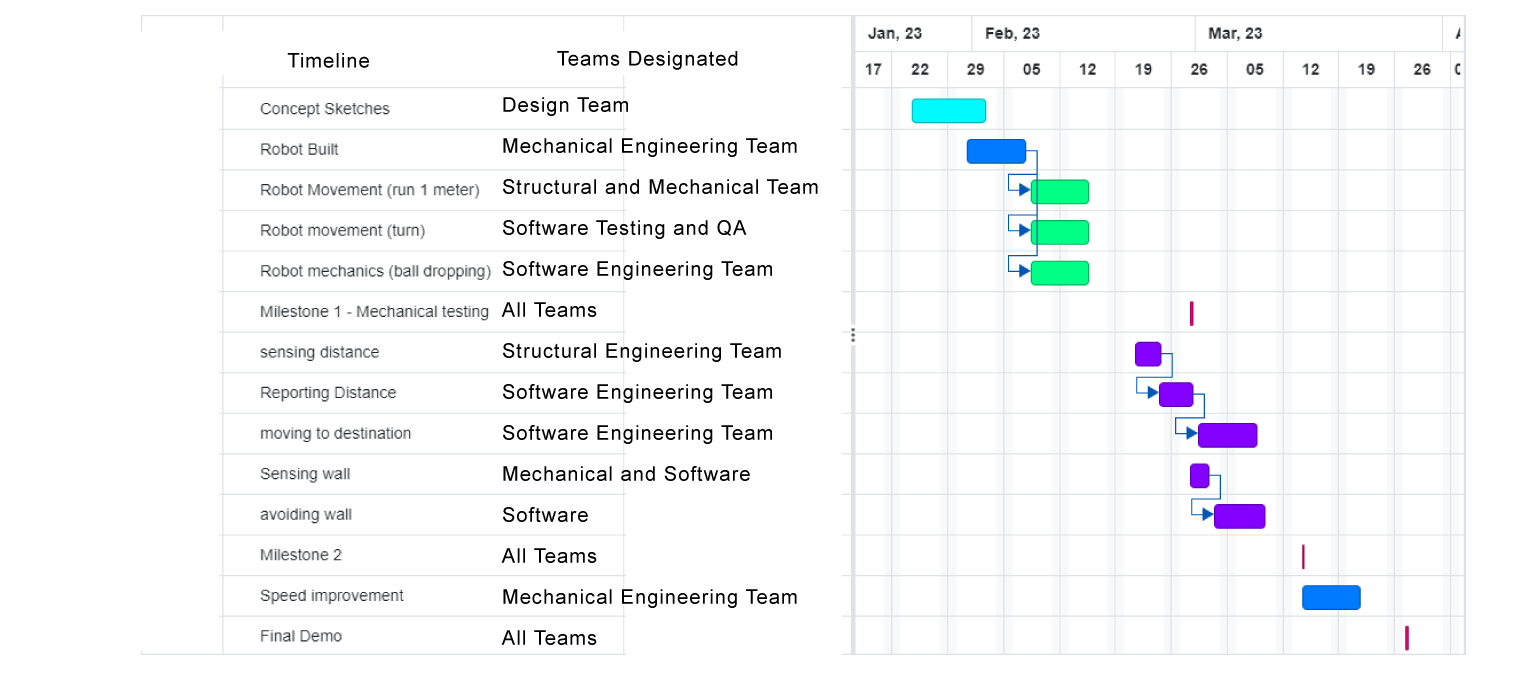 Jan, 23 Feb, 23 Mar, 23
Timeline Teams Designated
17 22 29 05 12 19 26 05 12 19 26
Concept Sketches Design Team
Robot Built Mechanical Engineering Team
Robot Movement (run 1 meter) Structural and Mechanical Team
Robot movement (turn) Software Testing and QA
Robot mechanics (ball dropping) Software Engineering Team
Milestone 1 - Mechanical testing All Teams
sensing distance Structural Engineering Team
Reporting Distance Software Engineering Team
moving to destination Software Engineering Team
Sensing wall Mechanical and Software
avoiding wall Software
Milestone 2 All Teams
Speed improvement Mechanical Engineering Team
Final Demo All Teams